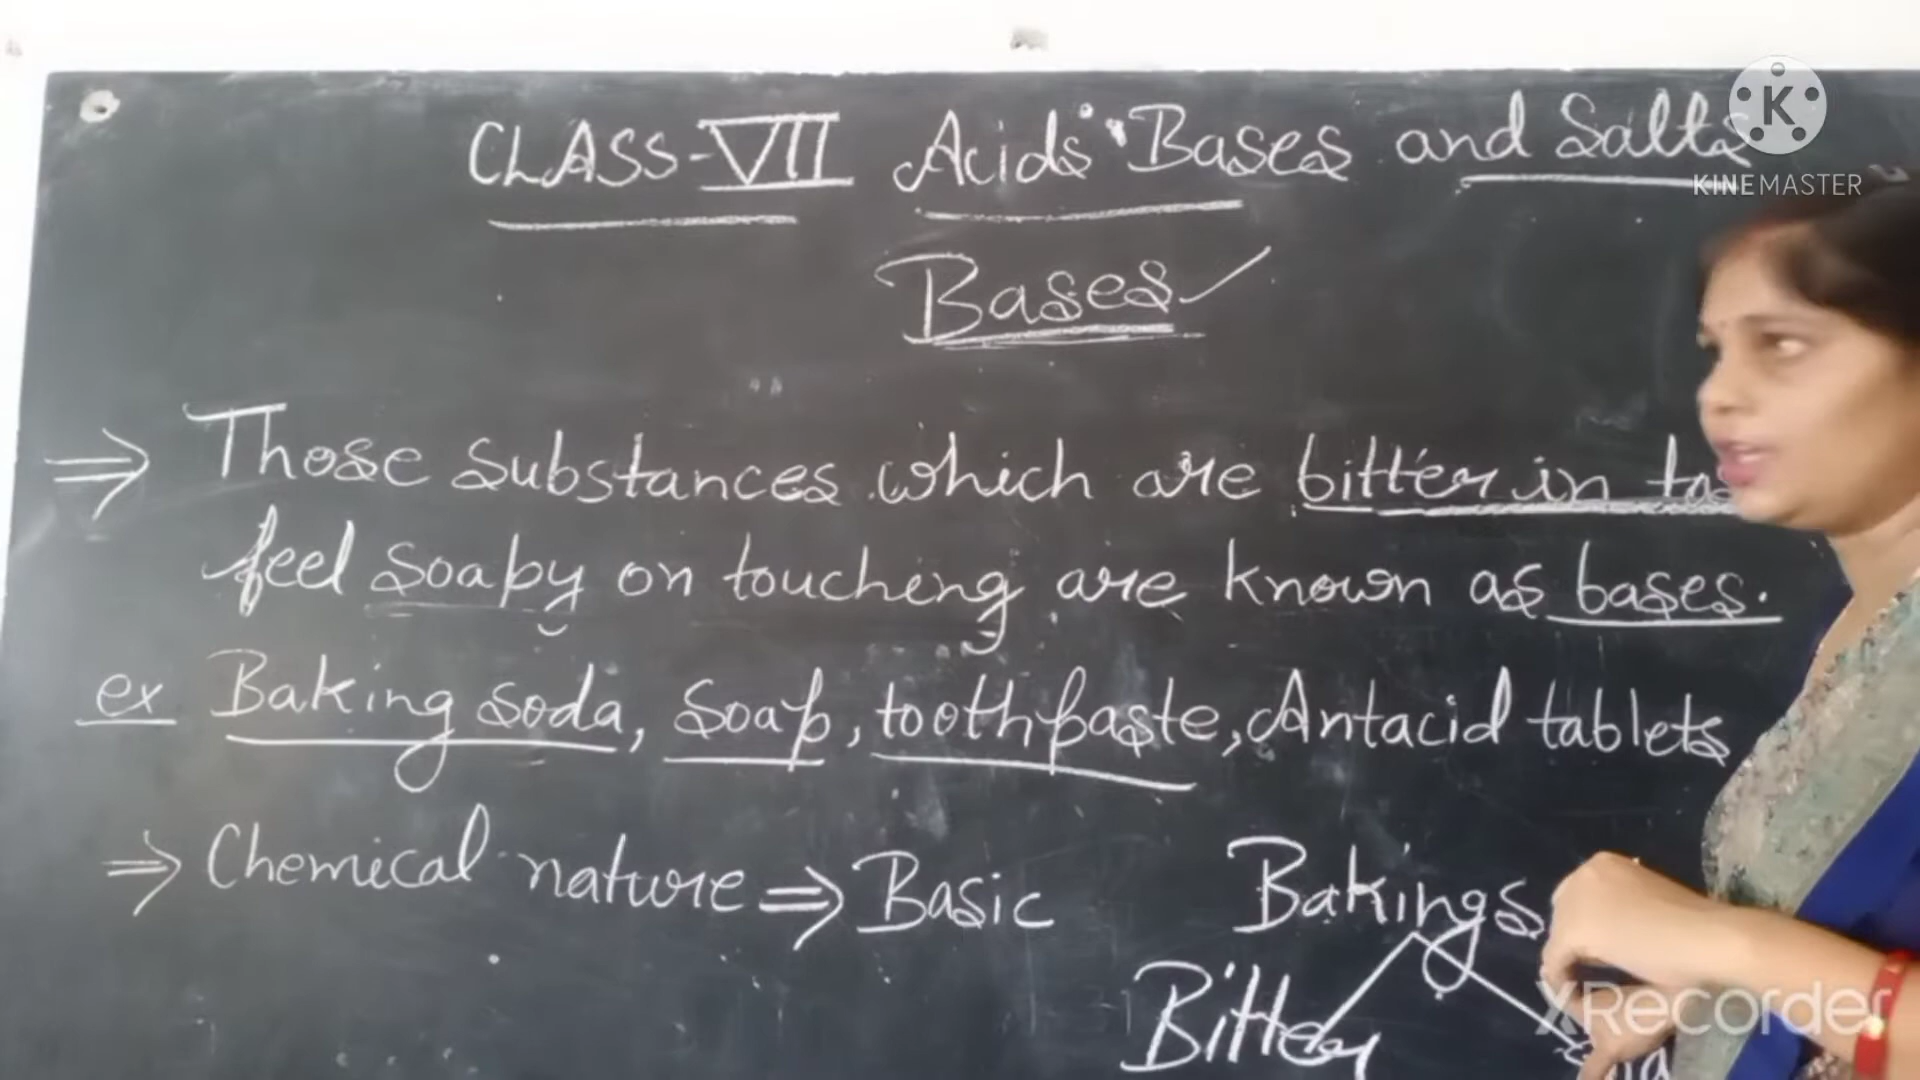 CLASS-VII Acids Bases and Salts
KINEMASTER
Bases
⇒ Those substances which are bitter in
feel soapy on touching are known as bases.
ex Baking soda, Soap, toothpaste, Antacid tablets
⇒ Chemical nature ⇒ Basic
Baking s
Bitter
XRecorder